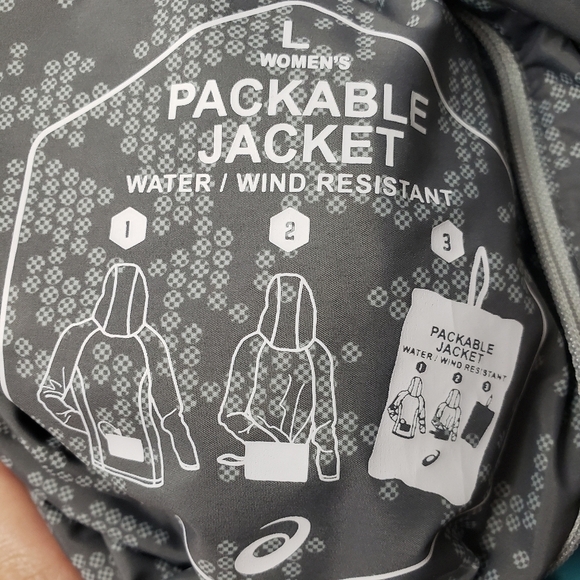 L
WOMEN'S
PACKABLE
JACKET
WATER / WIND RESISTANT
1
2
3
PACKABLE
JACKET
WATER / WIND RESISTANT
1
2
3